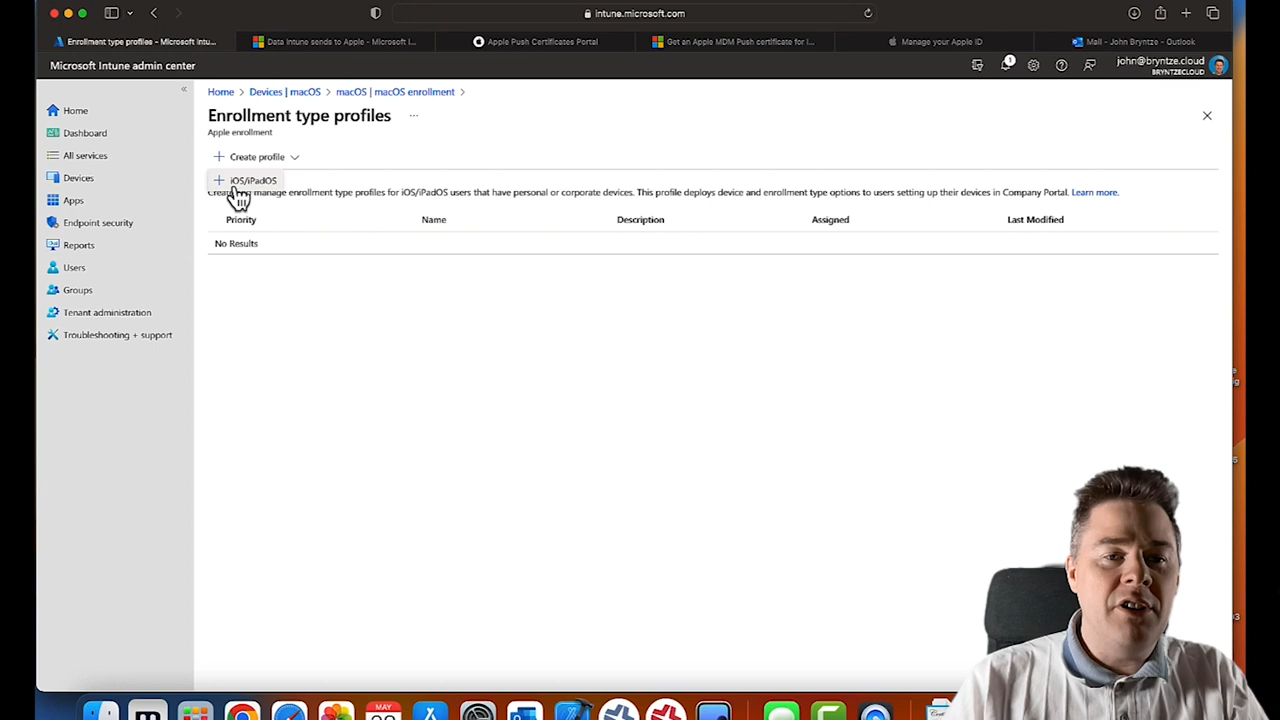 intune.microsoft.com
Enrollment type profiles - Microsoft Intu...
Data Intune sends to Apple - Microsoft I...
Apple Push Certificates Portal
Get an Apple MDM Push certificate for i...
Manage your Apple ID
Mail - John Bryntze - Outlook
Microsoft Intune admin center
1
john@bryntze.cloud
BRYNTZECLOUD
Home
Dashboard
All services
Devices
Apps
Endpoint security
Reports
Users
Groups
Tenant administration
Troubleshooting + support
Home > Devices | macOS > macOS | macOS enrollment >
Enrollment type profiles ...
Apple enrollment
+ Create profile
+ iOS/iPadOS
manage enrollment type profiles for iOS/iPadOS users that have personal or corporate devices. This profile deploys device and enrollment type options to users setting up their devices in Company Portal. Learn more.
Priority Name Description Assigned Last Modified
No Results
MAY